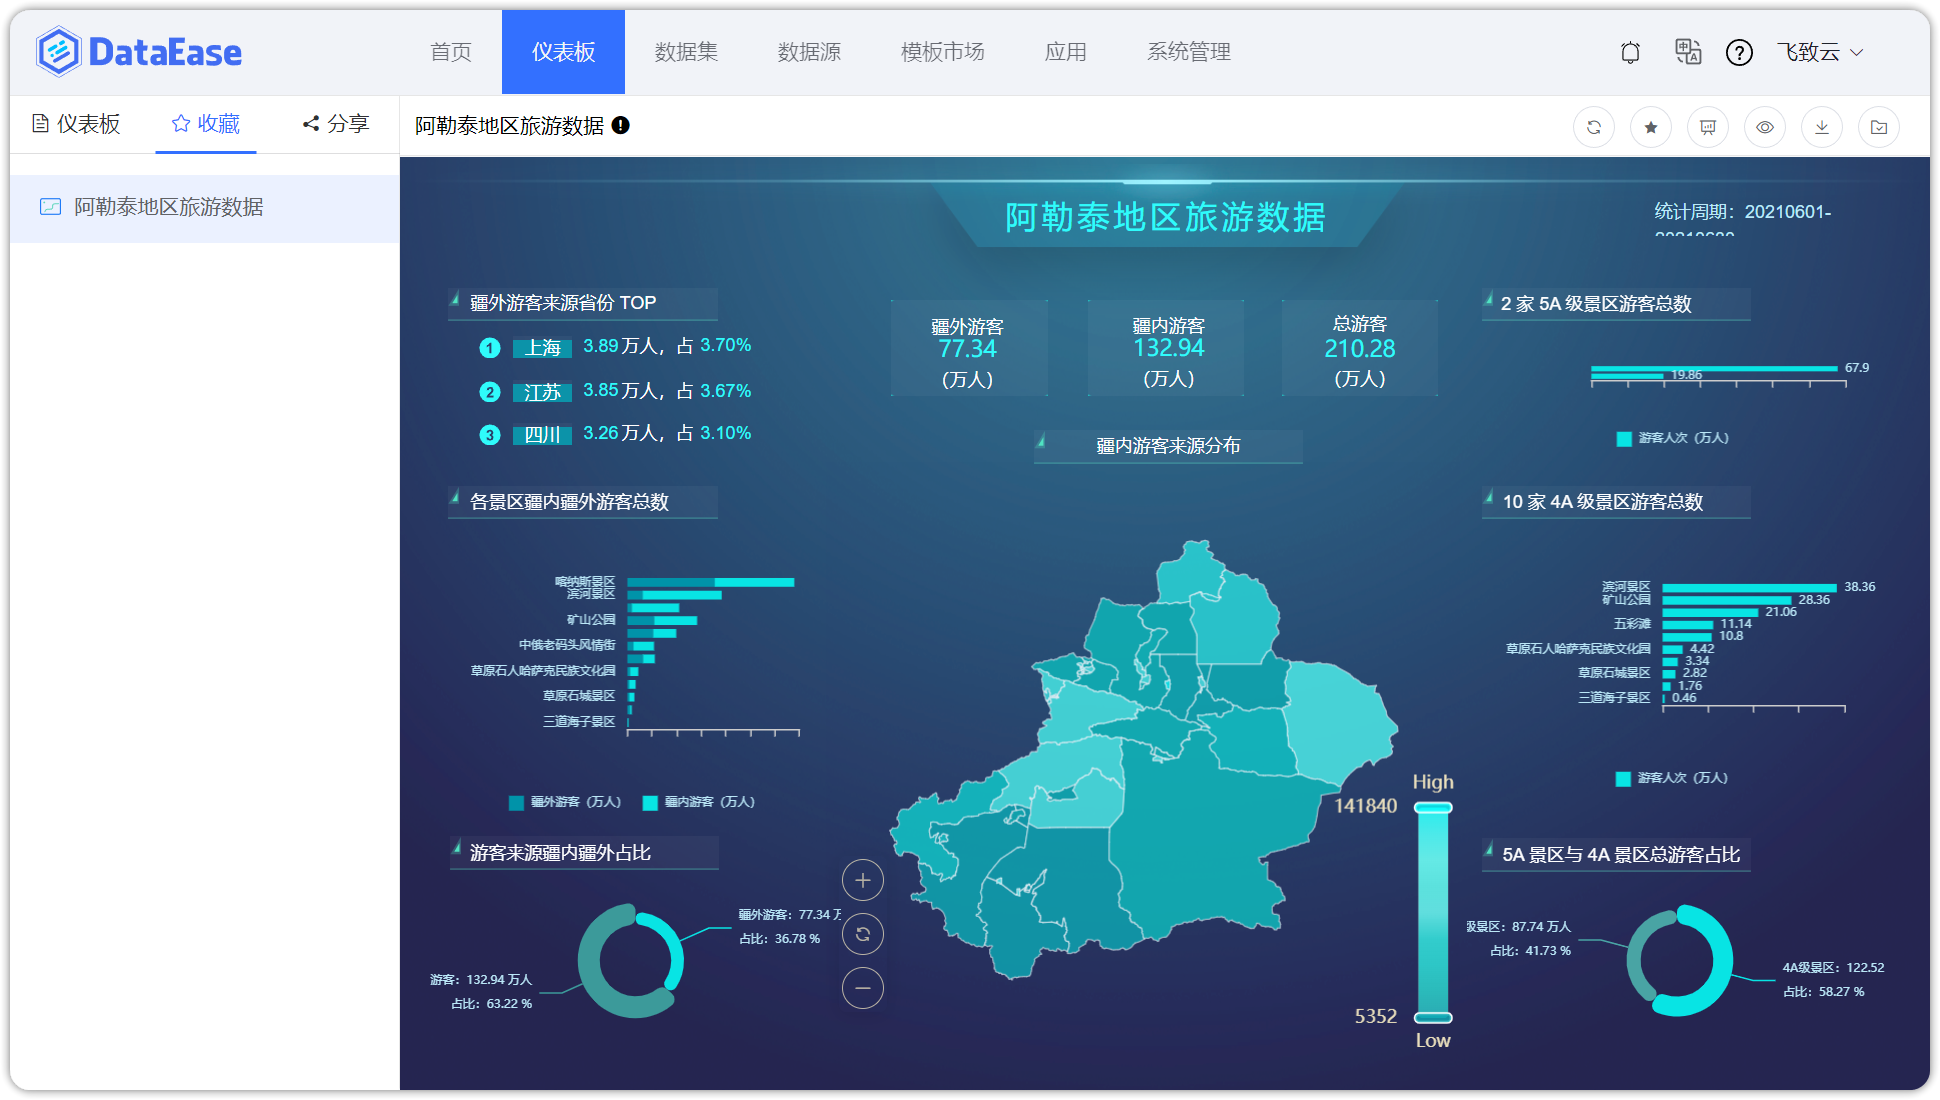 DataEase
首页
仪表板
数据集
数据源
模板市场
应用
系统管理
飞致云
仪表板
收藏
分享
阿勒泰地区旅游数据
阿勒泰地区旅游数据
阿勒泰地区旅游数据
统计周期：20210601-
疆外游客来源省份 TOP
1 上海 3.89万人，占 3.70%
2 江苏 3.85万人，占 3.67%
3 四川 3.26万人，占 3.10%
疆外游客
77.34
(万人)
疆内游客
132.94
(万人)
总游客
210.28
(万人)
2 家 5A 级景区游客总数
67.9
19.86
游客人次（万人）
疆内游客来源分布
各景区疆内疆外游客总数
喀纳斯景区
滨河景区
矿山公园
中俄老码头风情街
草原石人哈萨克民族文化园
草原石城景区
三道海子景区
疆外游客（万人）
疆内游客（万人）
10 家 4A 级景区游客总数
滨河景区 38.36
矿山公园 28.36
21.06
五彩滩 11.14
10.8
草原石人哈萨克民族文化园 4.42
3.34
草原石城景区 2.82
1.76
三道海子景区 0.46
游客人次（万人）
High
141840
5352
Low
游客来源疆内疆外占比
疆外游客：77.34 万
占比：36.78 %
游客：132.94 万人
占比：63.22 %
5A 景区与 4A 景区总游客占比
级景区：87.74 万人
占比：41.73 %
4A级景区：122.52
占比：58.27 %